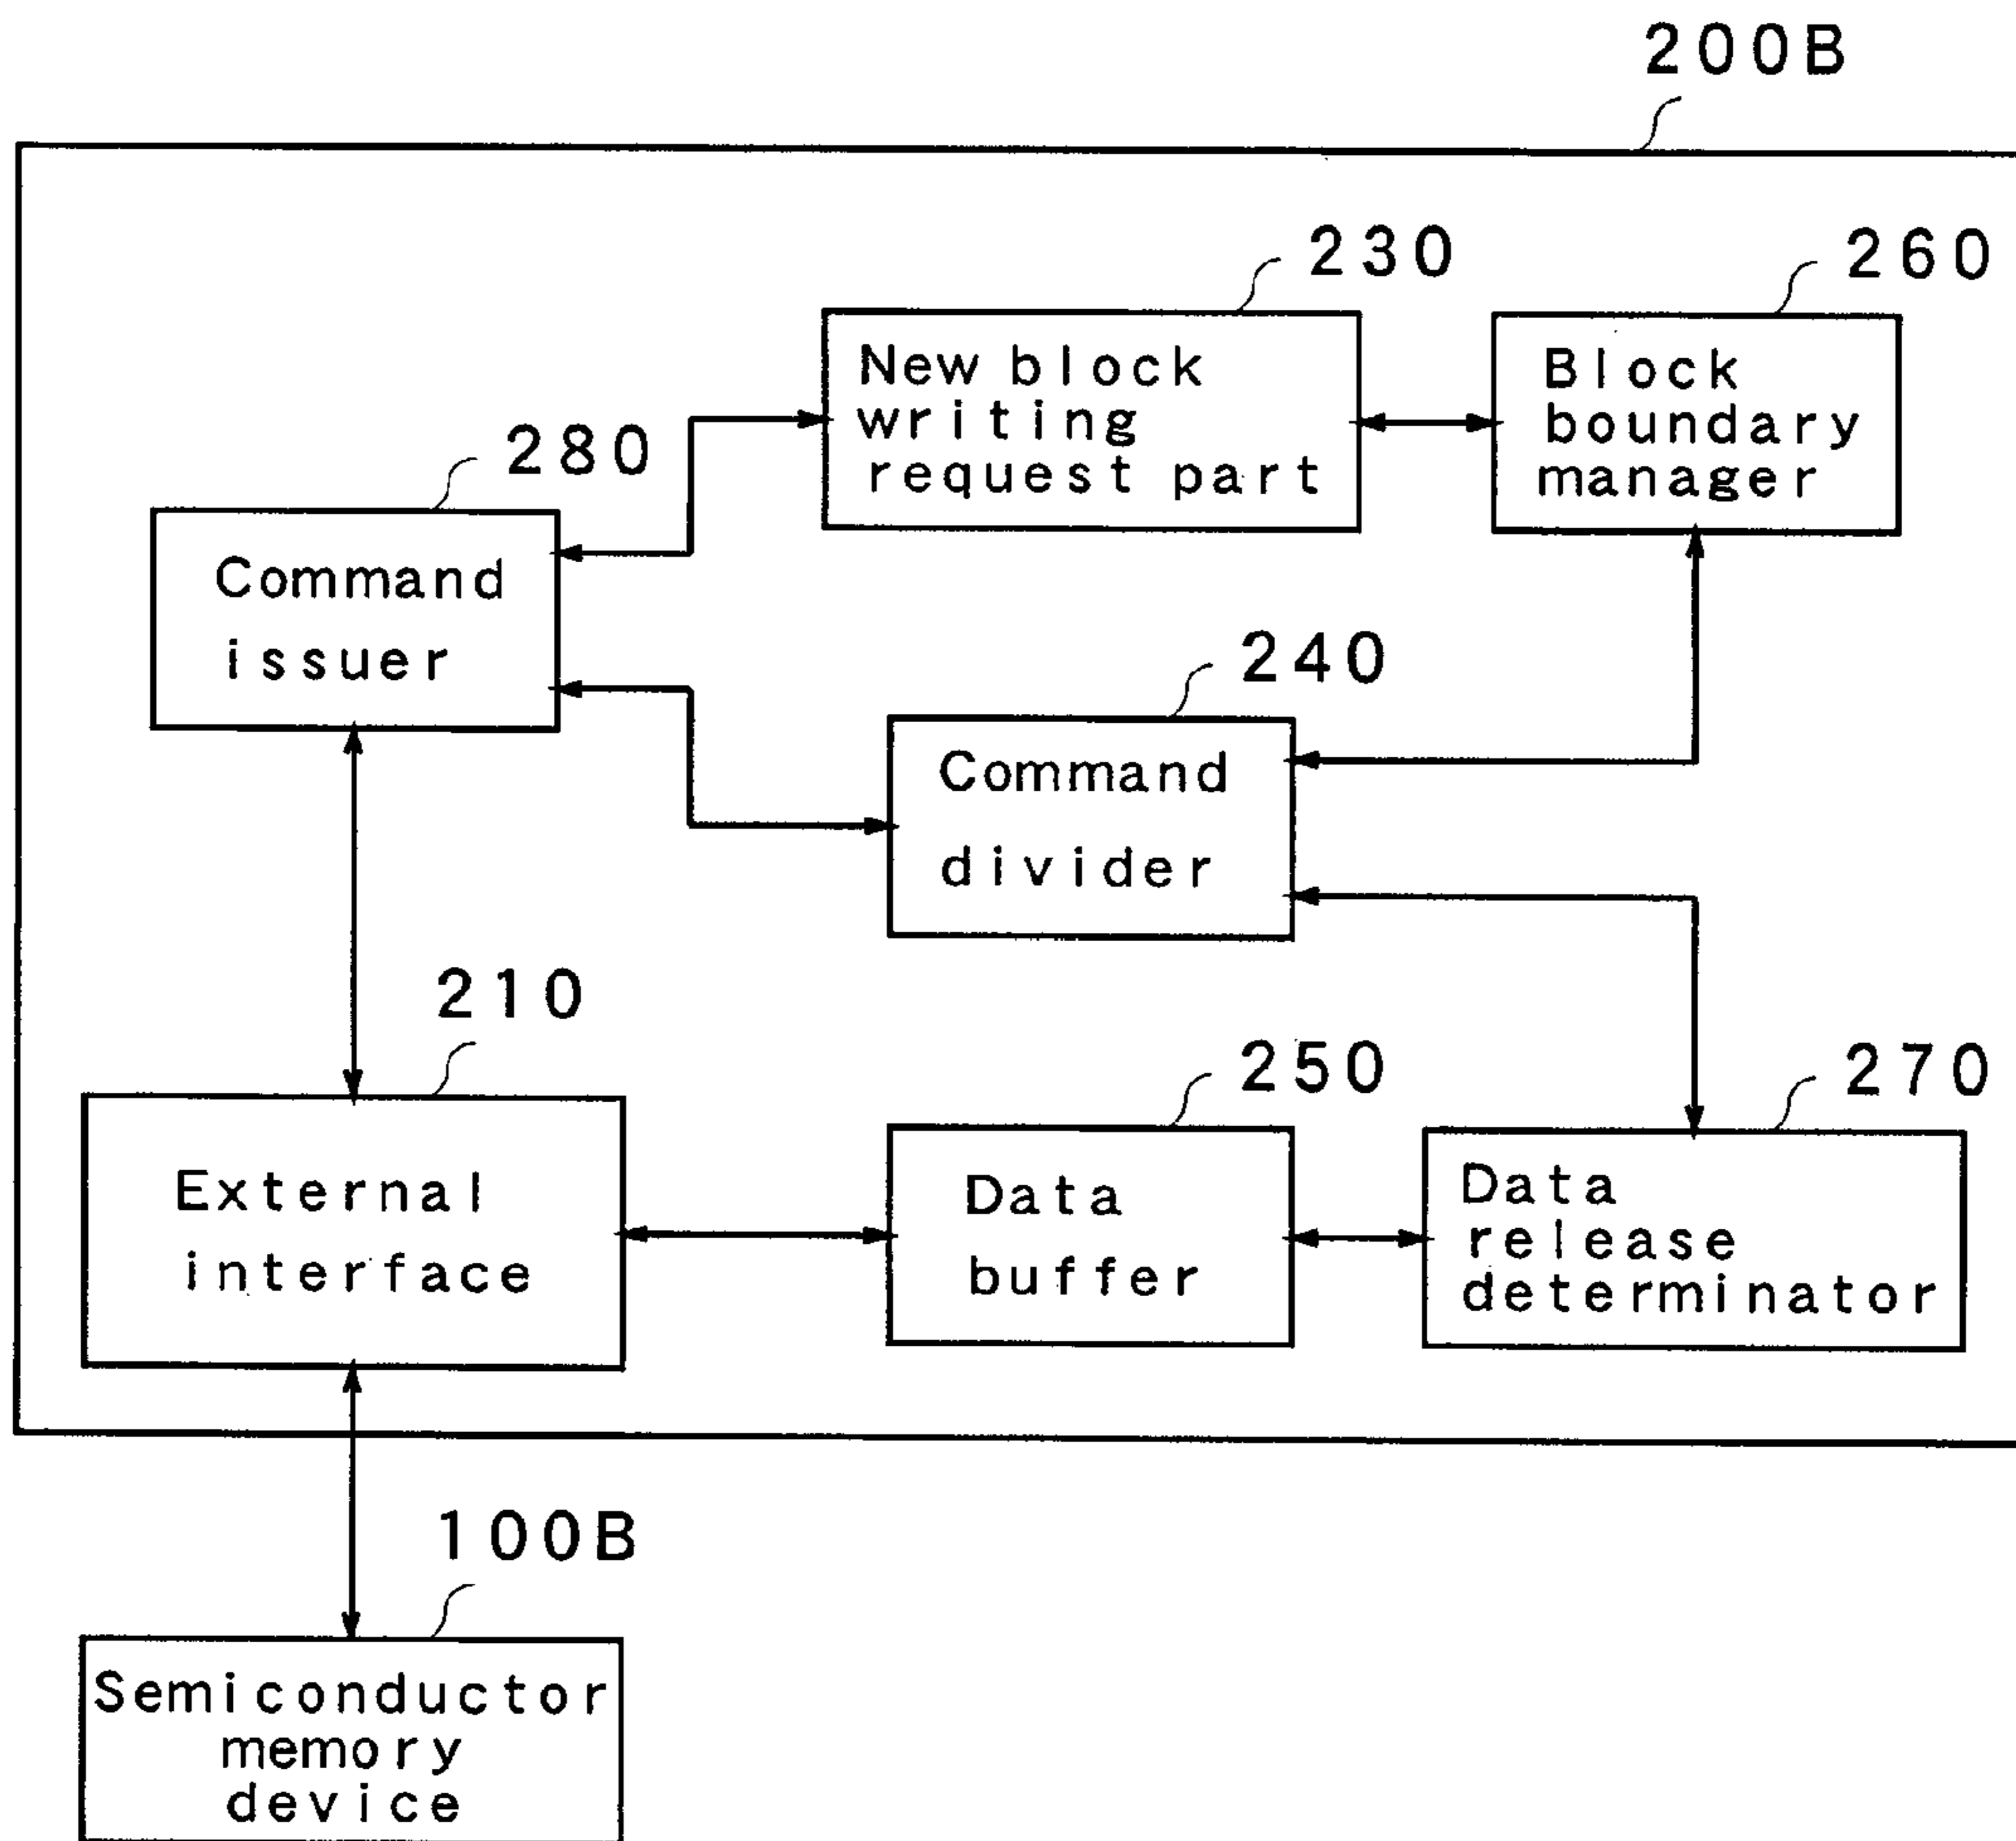 200B
230
260
New block
writing
request part
Block
boundary
manager
280
Command
issuer
240
Command
divider
210
250
270
External
interface
Data
buffer
Data
release
determinator
100B
Semiconductor
memory
device